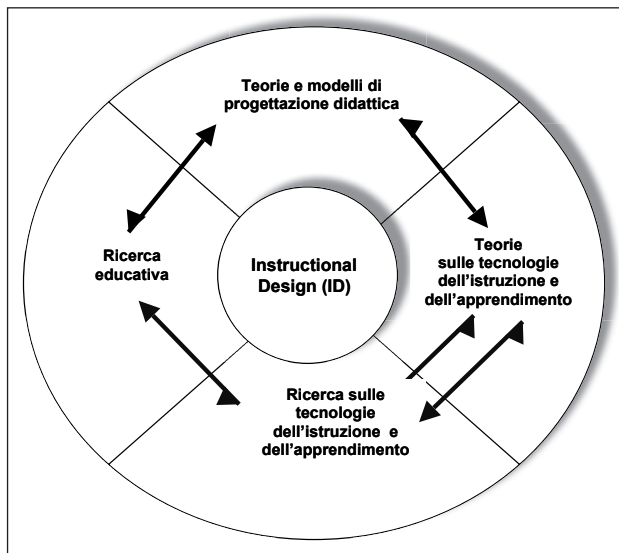 Teorie e modelli di
progettazione didattica
Ricerca
educativa
Instructional
Design (ID)
Teorie
sulle tecnologie
dell'istruzione e
dell'apprendimento
Ricerca sulle
tecnologie
dell'istruzione e
dell'apprendimento